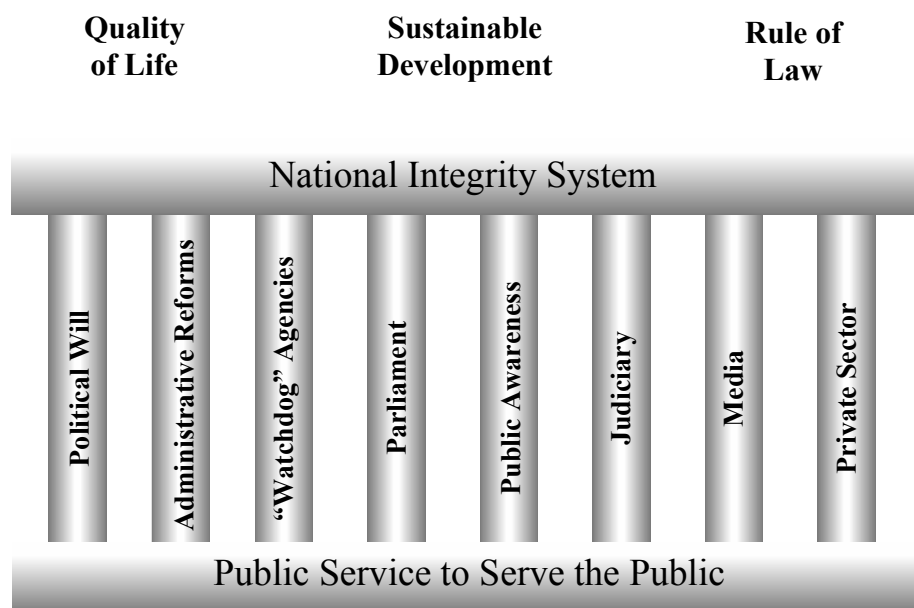 Quality
of Life
Sustainable
Development
Rule of
Law
National Integrity System
Political Will
Administrative Reforms
“Watchdog” Agencies
Parliament
Public Awareness
Judiciary
Media
Private Sector
Public Service to Serve the Public